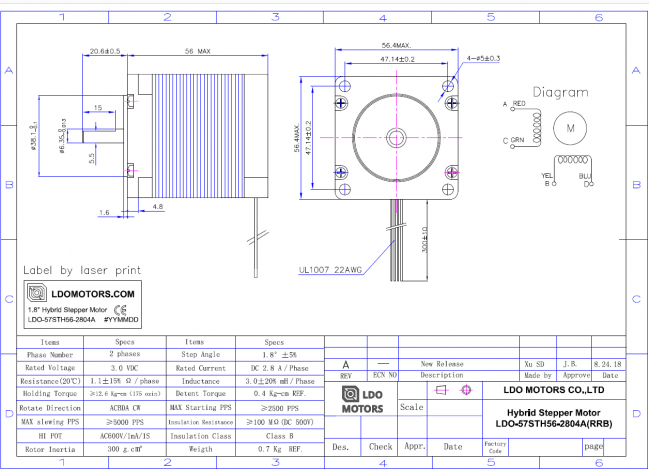 1 2 3 4 5 6
A A
B B
C C
D D
20.6±0.5
56 MAX
15
ø38.1-0.1
ø6.35-0.013
5.5
1.6
4.8
56.4MAX.
47.14±0.2
4-ø5±0.3
56.4MAX.
47.14±0.2
300±10
UL1007 22AWG
Diagram
A RED
C GRN
M
YEL BLU
B D
Label by laser print
LDOMOTORS.COM
1.8° Hybrid Stepper Motor CE
LDO-57STH56-2804A #YYMMDD
Items Specs Items Specs
Phase Number 2 phases Step Angle 1.8° ±5%
Rated Voltage 3.0 VDC Rated Current DC 2.8 A/Phase
Resistance(20℃) 1.1±15% Ω/phase Inductance 3.0±20% mH/Phase
Holding Torque ≥12.6 Kg-cm (175 ozin) Detent Torque 0.4 Kg-cm REF.
Rotate Direction ACBDA CW MAX Starting PPS ≥2500 PPS
MAX slewing PPS ≥5000 PPS Insulation Resistance ≥100 MΩ (DC 500V)
HI POT AC600V/1mA/1S Insulation Class Class B
Rotor Inertia 300 g.cm² Weigth 0.7 Kg REF.
A — New Release Xu SD J.B. 8.24.18
REV ECN NO Description Made by Approve Date
LDO
MOTORS
Scale
LDO MOTORS CO,,LTD
Hybrid Stepper Motor
LDO-57STH56-2804A(RRB)
Des. Check Appr. Date
Factory
Code
page
1 2 3 4 5 6